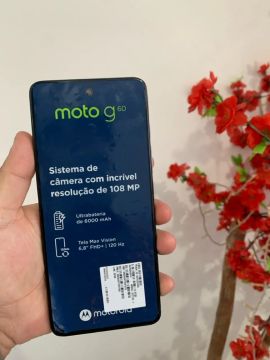 moto g60
Sistema de
câmera com incrível
resolução de 108 MP
Ultrabateria
de 6000 mAh
Tela Max Vision
6,8" FHD+ | 120 Hz
motorola